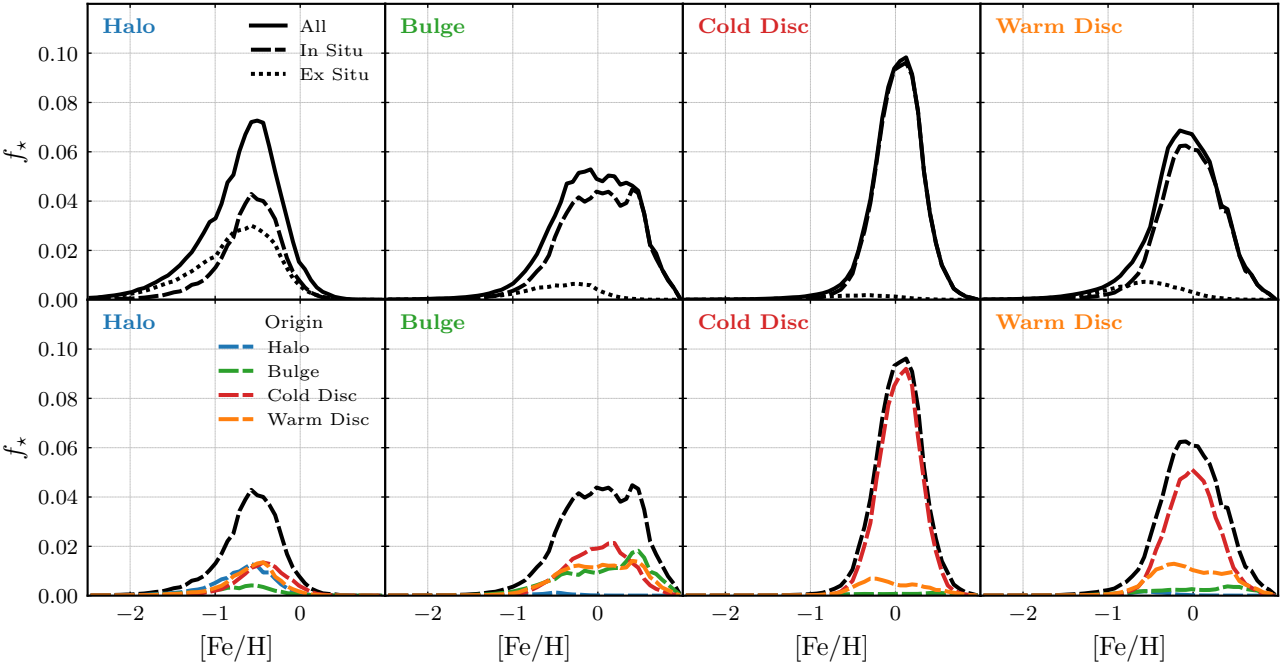 Halo
All
In Situ
Ex Situ
Bulge
Cold Disc
Warm Disc
0.10
0.08
0.06
0.04
0.02
0.00
f⋆
Halo
Origin
Halo
Bulge
Cold Disc
Warm Disc
Bulge
Cold Disc
Warm Disc
0.10
0.08
0.06
0.04
0.02
0.00
f⋆
−2 −1 0 −2 −1 0 −2 −1 0 −2 −1 0
[Fe/H] [Fe/H] [Fe/H] [Fe/H]